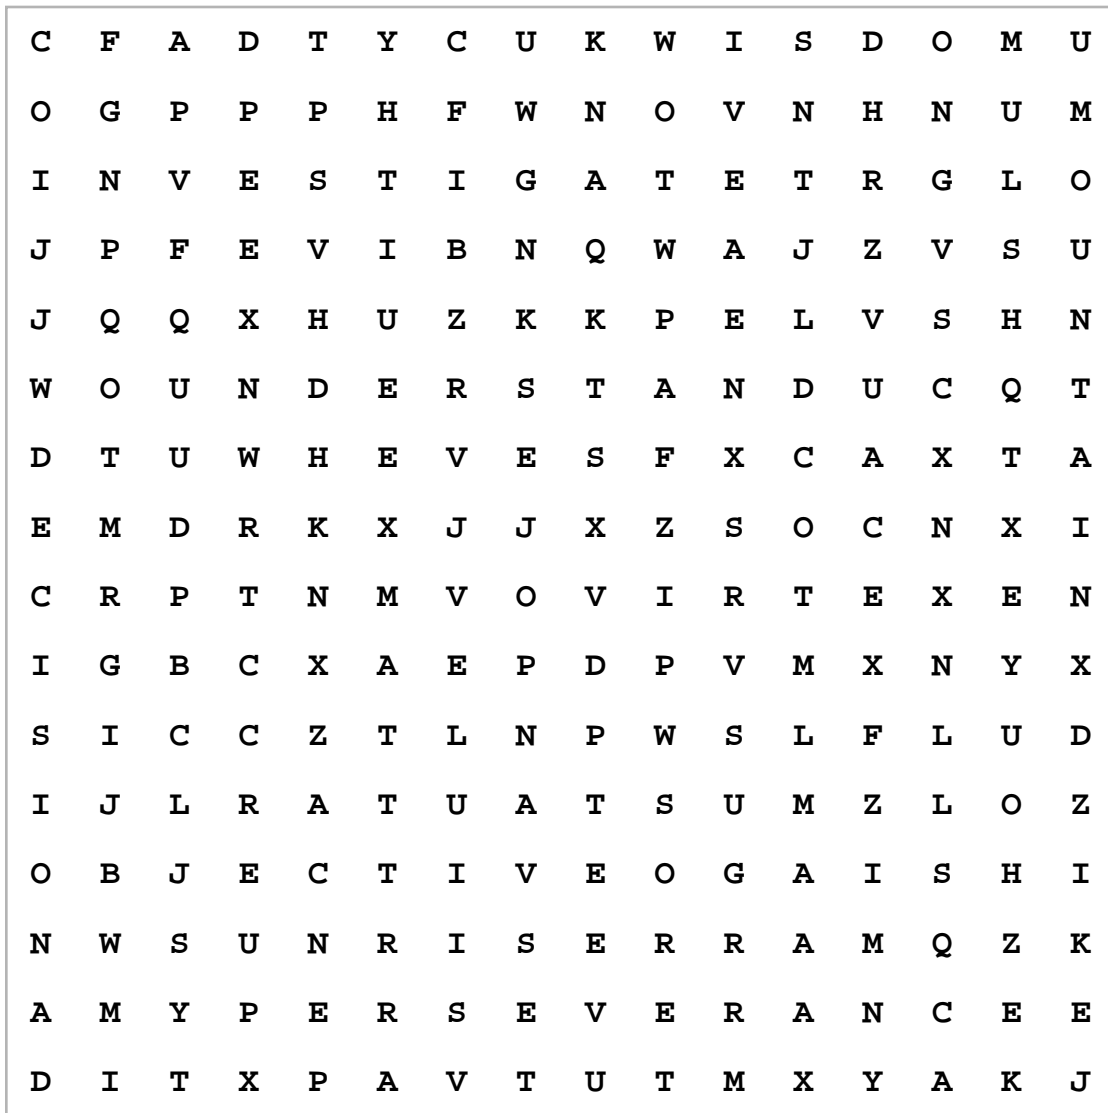 C F A D T Y C U K W I S D O M U
O G P P P H F W N O V N H N U M
I N V E S T I G A T E T R G L O
J P F E V I B N Q W A J Z V S U
J Q Q X H U Z K K P E L V S H N
W O U N D E R S T A N D U C Q T
D T U W H E V E S F X C A X T A
E M D R K X J J X Z S O C N X I
C R P T N M V O V I R T E X E N
I G B C X A E P D P V M X N Y X
S I C C Z T L N P W S L F L U D
I J L R A T U A T S U M Z L O Z
O B J E C T I V E O G A I S H I
N W S U N R I S E R R A M Q Z K
A M Y P E R S E V E R A N C E E
D I T X P A V T U T M X Y A K J